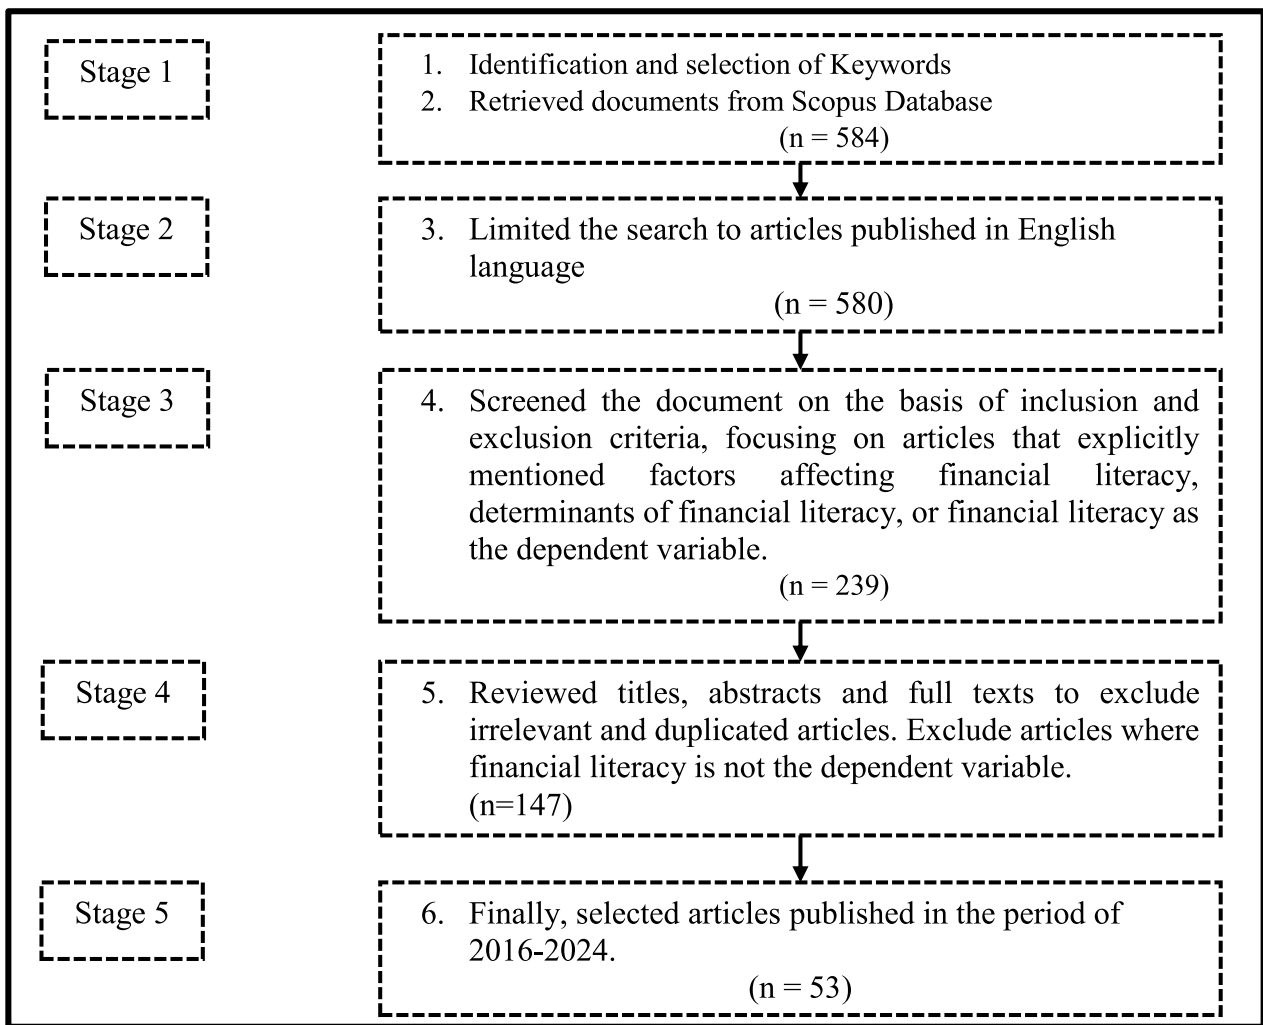 Stage 1
1. Identification and selection of Keywords
2. Retrieved documents from Scopus Database
(n = 584)
Stage 2
3. Limited the search to articles published in English
language
(n = 580)
Stage 3
4. Screened the document on the basis of inclusion and
exclusion criteria, focusing on articles that explicitly
mentioned factors affecting financial literacy,
determinants of financial literacy, or financial literacy as
the dependent variable.
(n = 239)
Stage 4
5. Reviewed titles, abstracts and full texts to exclude
irrelevant and duplicated articles. Exclude articles where
financial literacy is not the dependent variable.
(n=147)
Stage 5
6. Finally, selected articles published in the period of
2016-2024.
(n = 53)